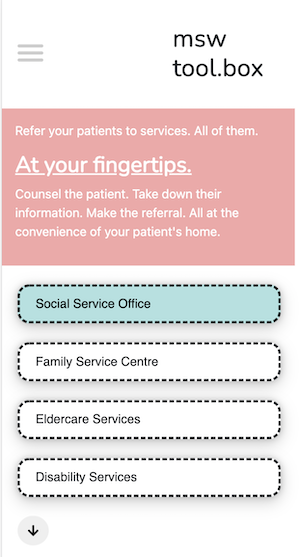 msw
tool.box
Refer your patients to services. All of them.
At your fingertips.
Counsel the patient. Take down their
information. Make the referral. All at the
convenience of your patient's home.
Social Service Office
Family Service Centre
Eldercare Services
Disability Services